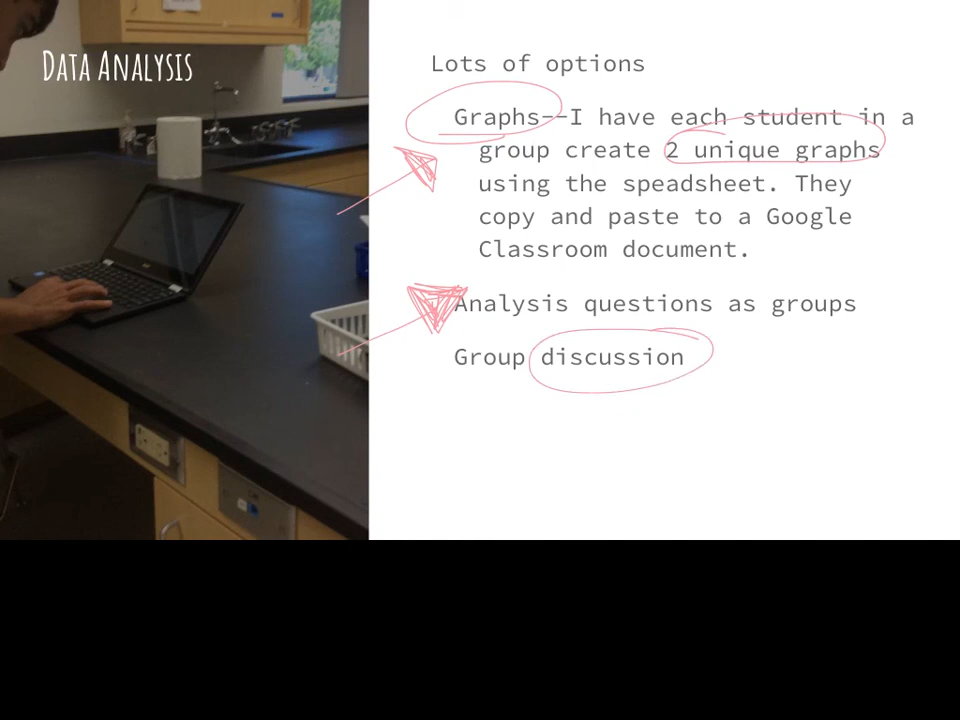 Data Analysis
Lots of options
Graphs--I have each student in a
group create 2 unique graphs
using the speadsheet. They
copy and paste to a Google
Classroom document.
Analysis questions as groups
Group discussion